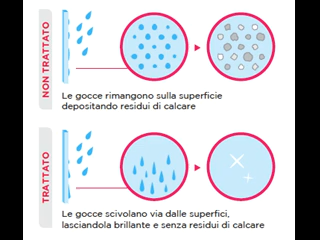 NON TRATTATO
Le gocce rimangono sulla superficie
depositando residui di calcare
TRATTATO
Le gocce scivolano via dalle superfici,
lasciandola brillante e senza residui di calcare